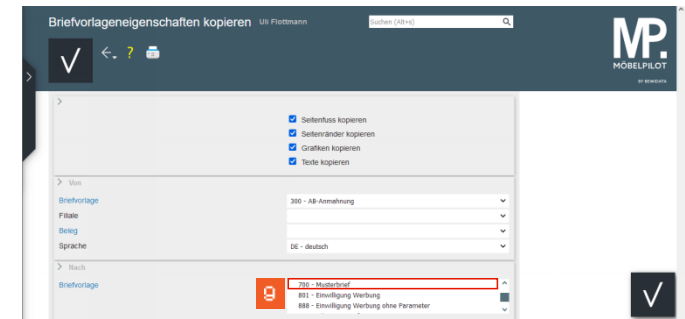 Briefvorlageneigenschaften kopieren Uli Flottmann Suchen (Alt+s)
MP.
MÖBELPILOT
BY BEWIDATA
Seitenfuss kopieren
Seitenränder kopieren
Grafiken kopieren
Texte kopieren
Von
Briefvorlage 300 - AB-Anmahnung
Filiale
Beleg
Sprache DE - deutsch
Nach
Briefvorlage 9 700 - Musterbrief
801 - Einwilligung Werbung
888 - Einwilligung Werbung ohne Parameter